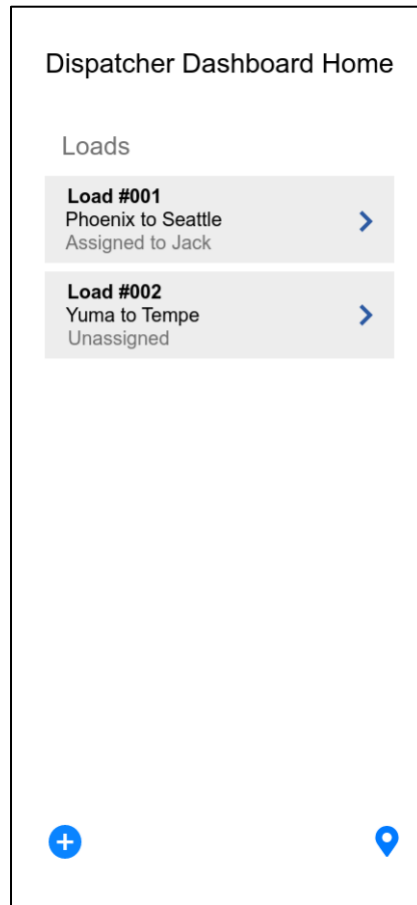 Dispatcher Dashboard Home
Loads
Load #001
Phoenix to Seattle
Assigned to Jack
Load #002
Yuma to Tempe
Unassigned